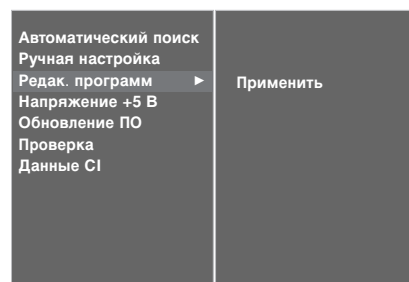 Автоматический поиск
Ручная настройка
Редак. программ ►
Применить
Напряжение +5 В
Обновление ПО
Проверка
Данные CI